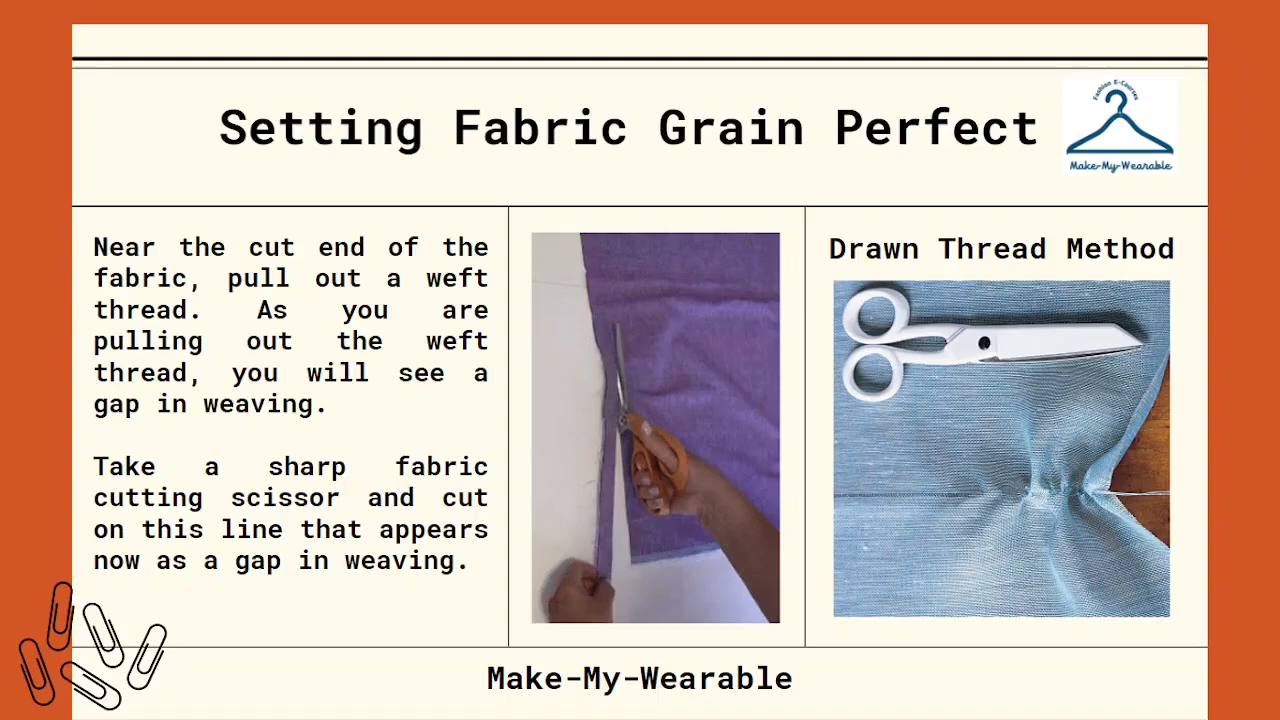 Setting Fabric Grain Perfect
Fashion E-Courses
Make-My-Wearable
Near the cut end of the
fabric, pull out a weft
thread. As you are
pulling out the weft
thread, you will see a
gap in weaving.
Take a sharp fabric
cutting scissor and cut
on this line that appears
now as a gap in weaving.
Drawn Thread Method
Make-My-Wearable